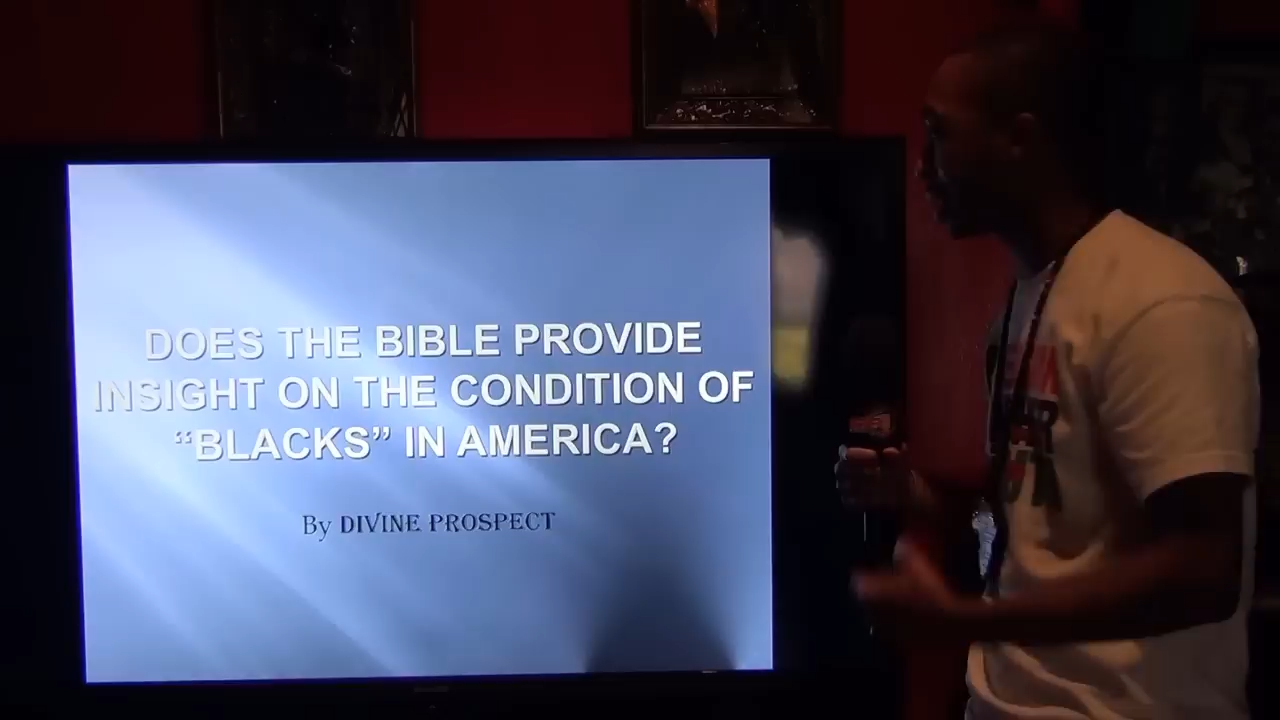 DOES THE BIBLE PROVIDE
INSIGHT ON THE CONDITION OF
“BLACKS” IN AMERICA?
By DIVINE PROSPECT